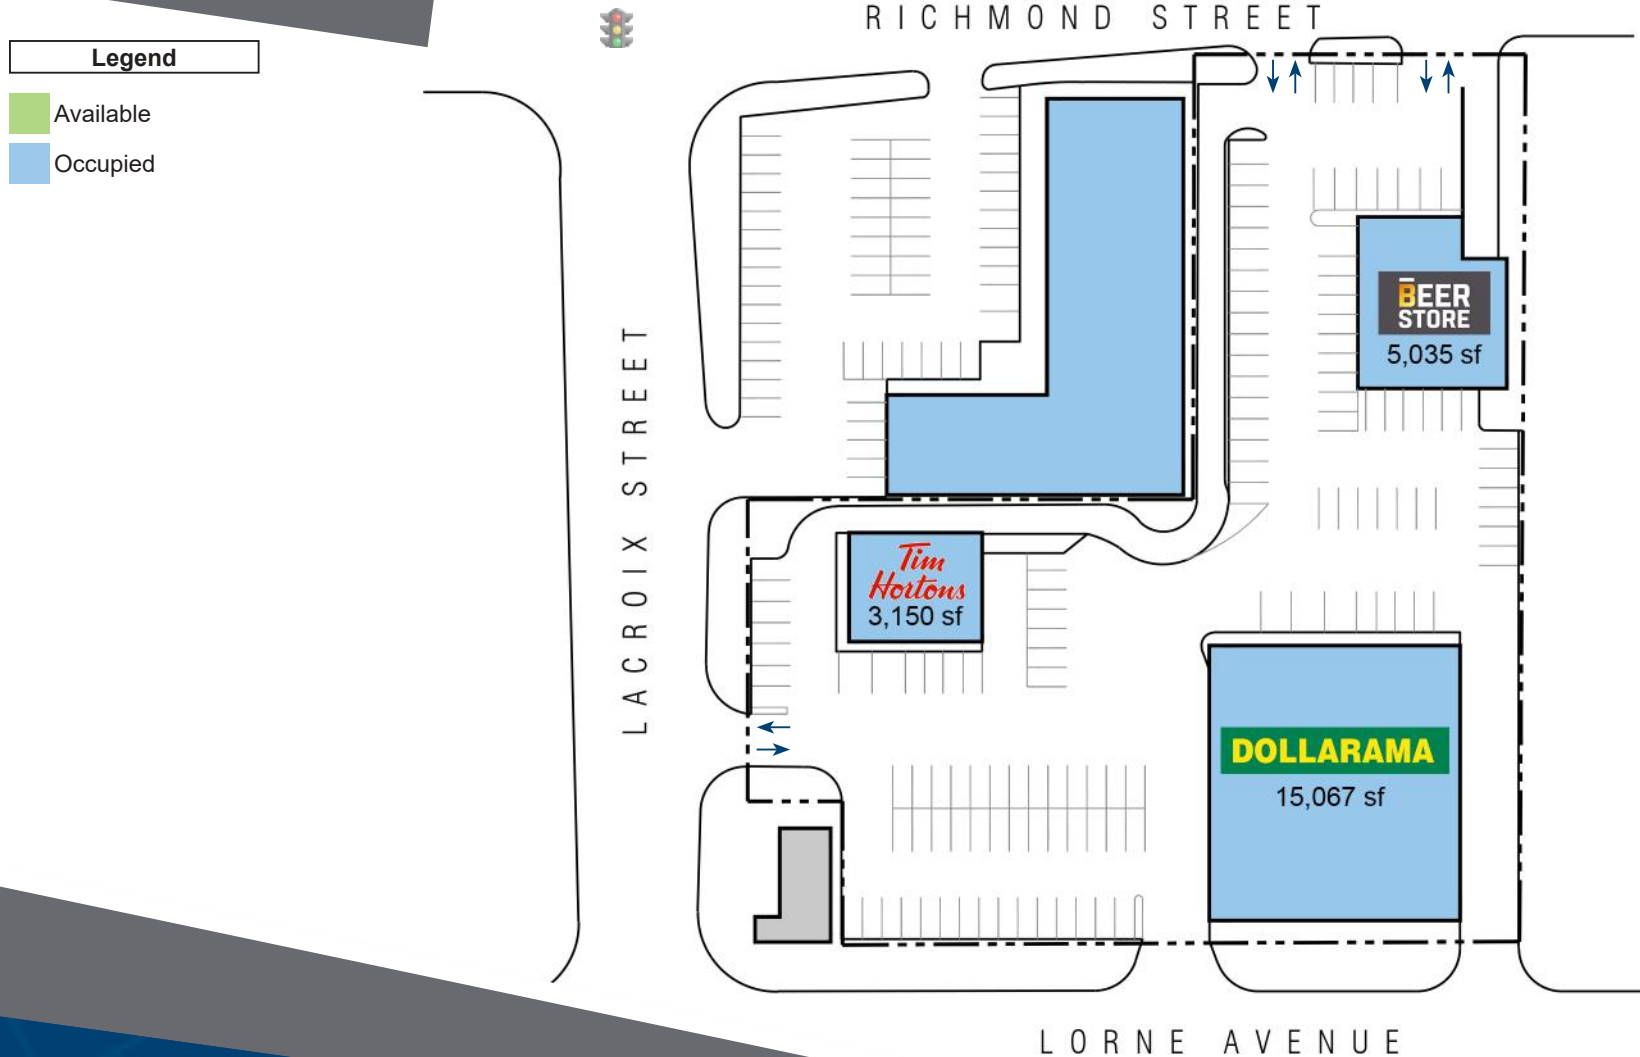 RICHMOND STREET
Legend
Available
Occupied
BEER
STORE
5,035 sf
LACROIX STREET
Tim
Hortons
3,150 sf
DOLLARAMA
15,067 sf
LORNE AVENUE